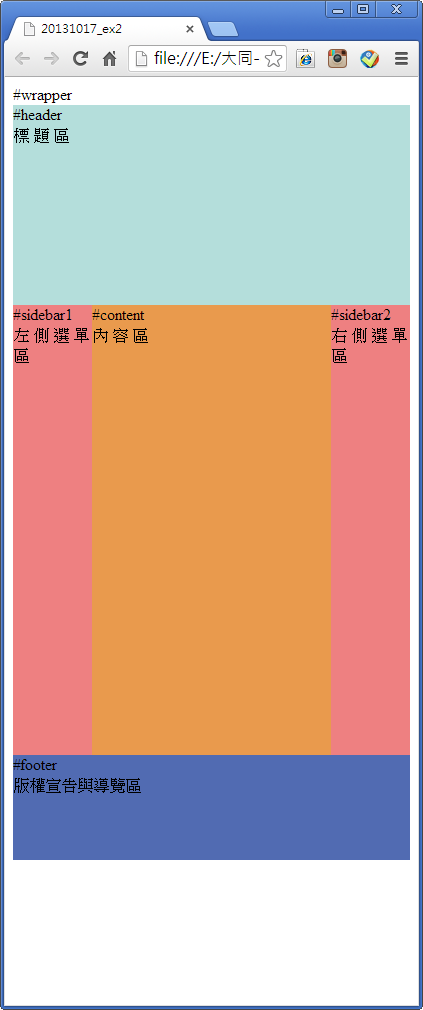 20131017_ex2
file:///E:/大同-
#wrapper
#header
標 題 區
#sidebar1
左 側 選 單
區
#content
內 容 區
#sidebar2
右 側 選 單
區
#footer
版權宣告與導覽區